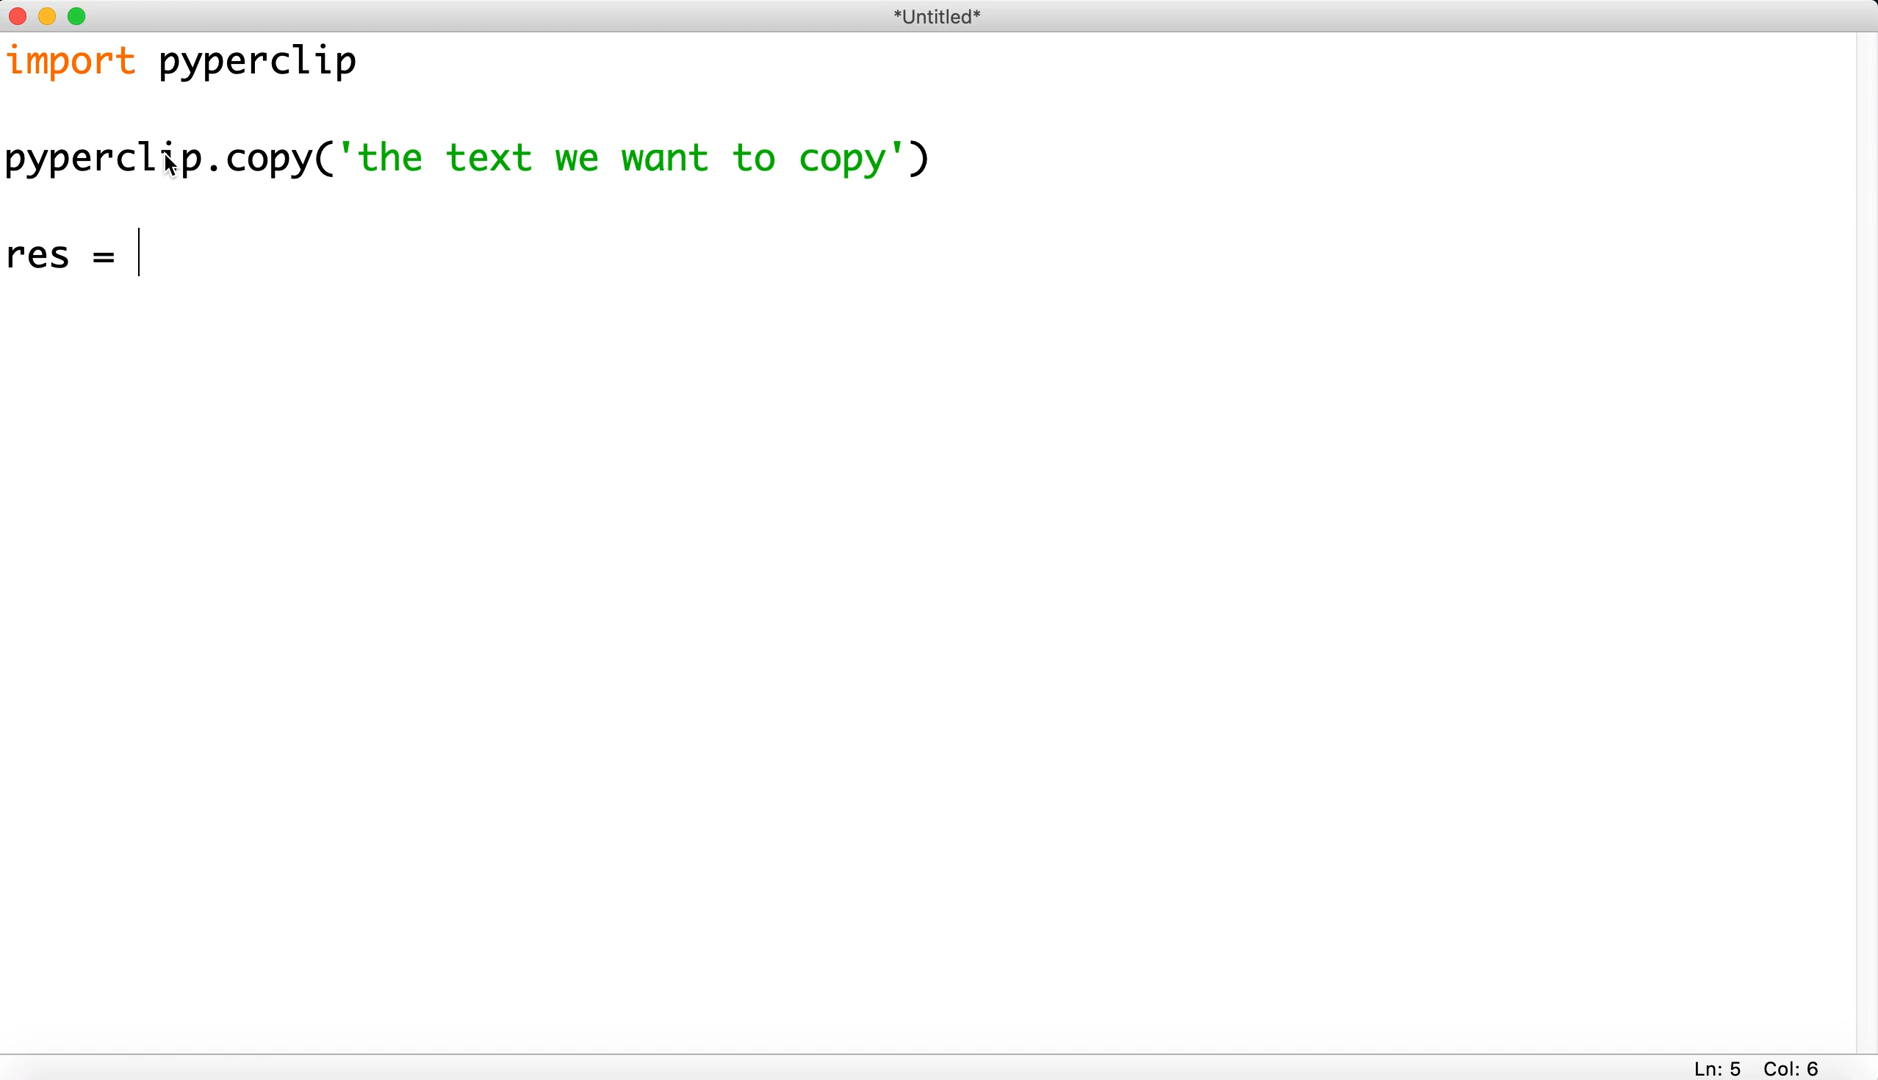 *Untitled*
import pyperclip
pyperclip.copy('the text we want to copy')
res =
Ln: 5 Col: 6